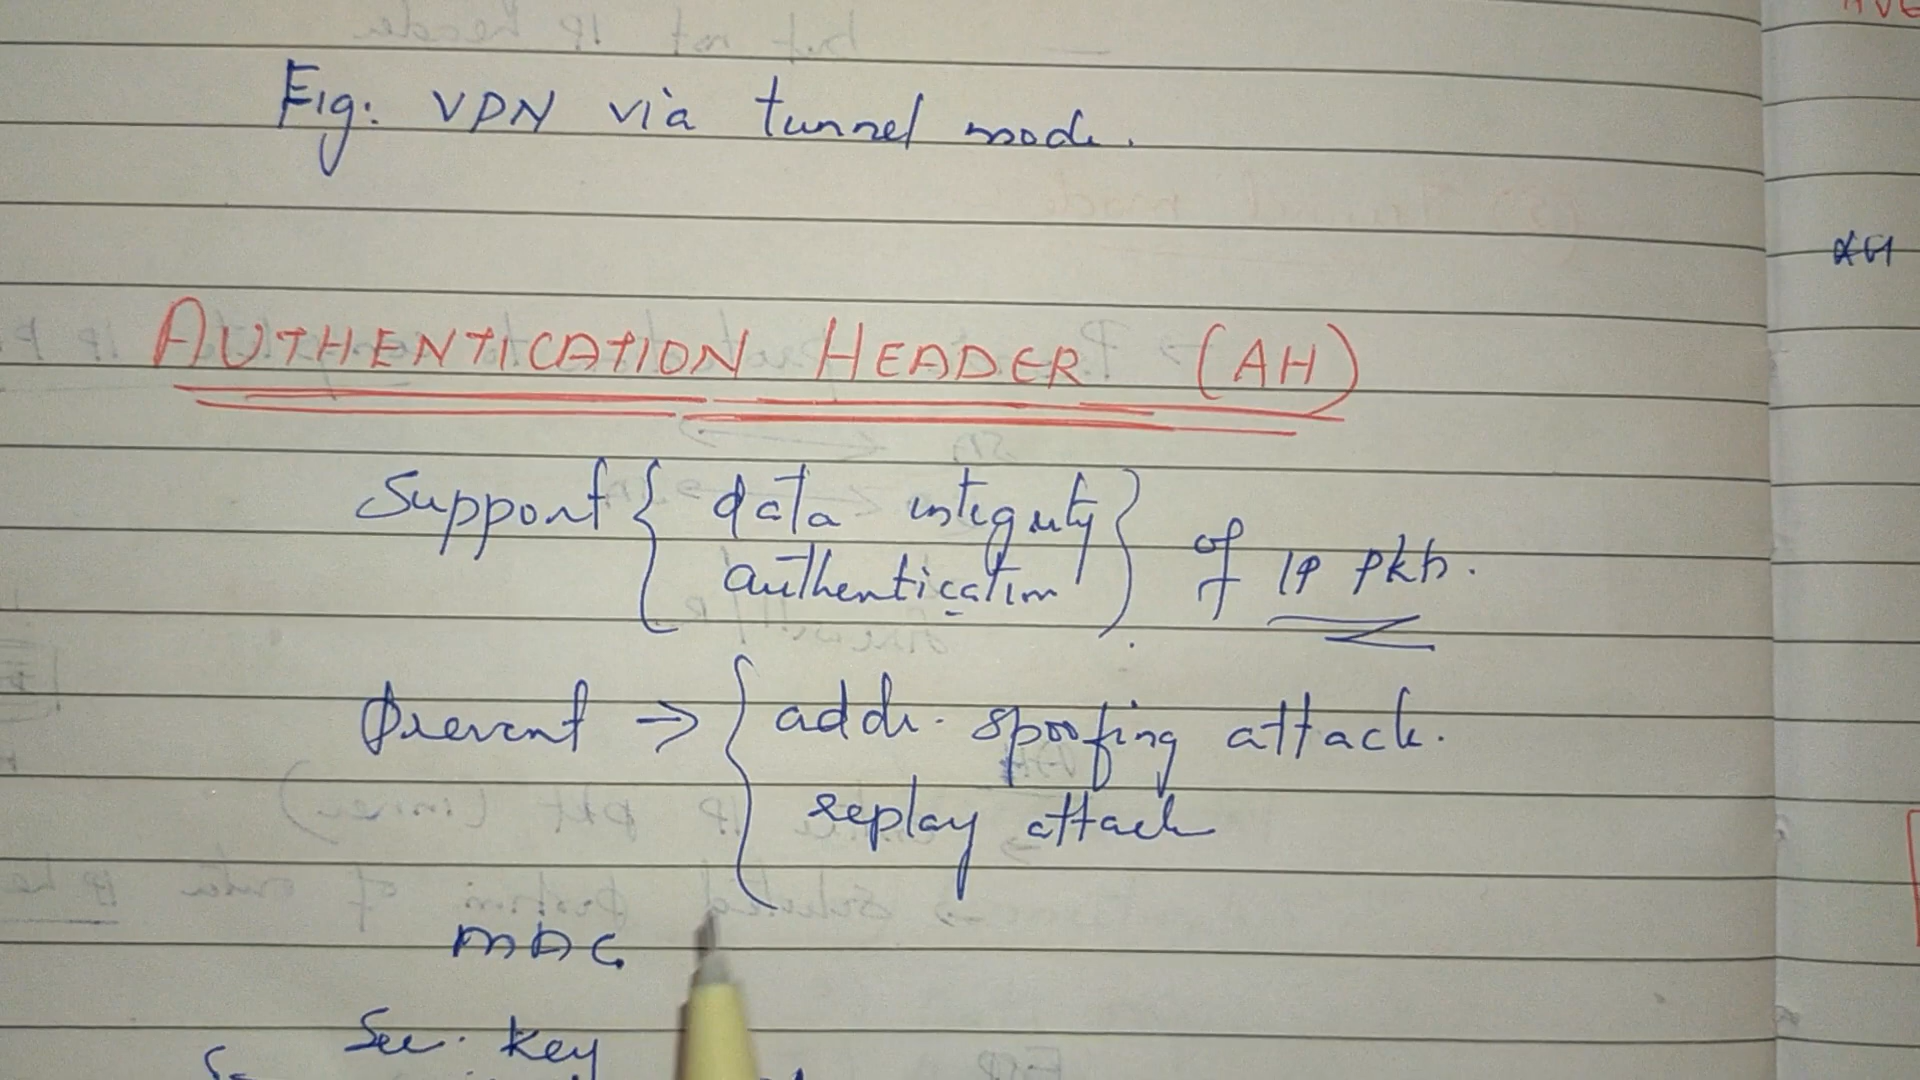 Fig: VPN via tunnel mode.
AUTHENTICATION HEADER (AH)
Support { data integrity
authentication } of IP pkts.
Prevent → { addr. spoofing attack.
replay attack
MAC
Sec. key